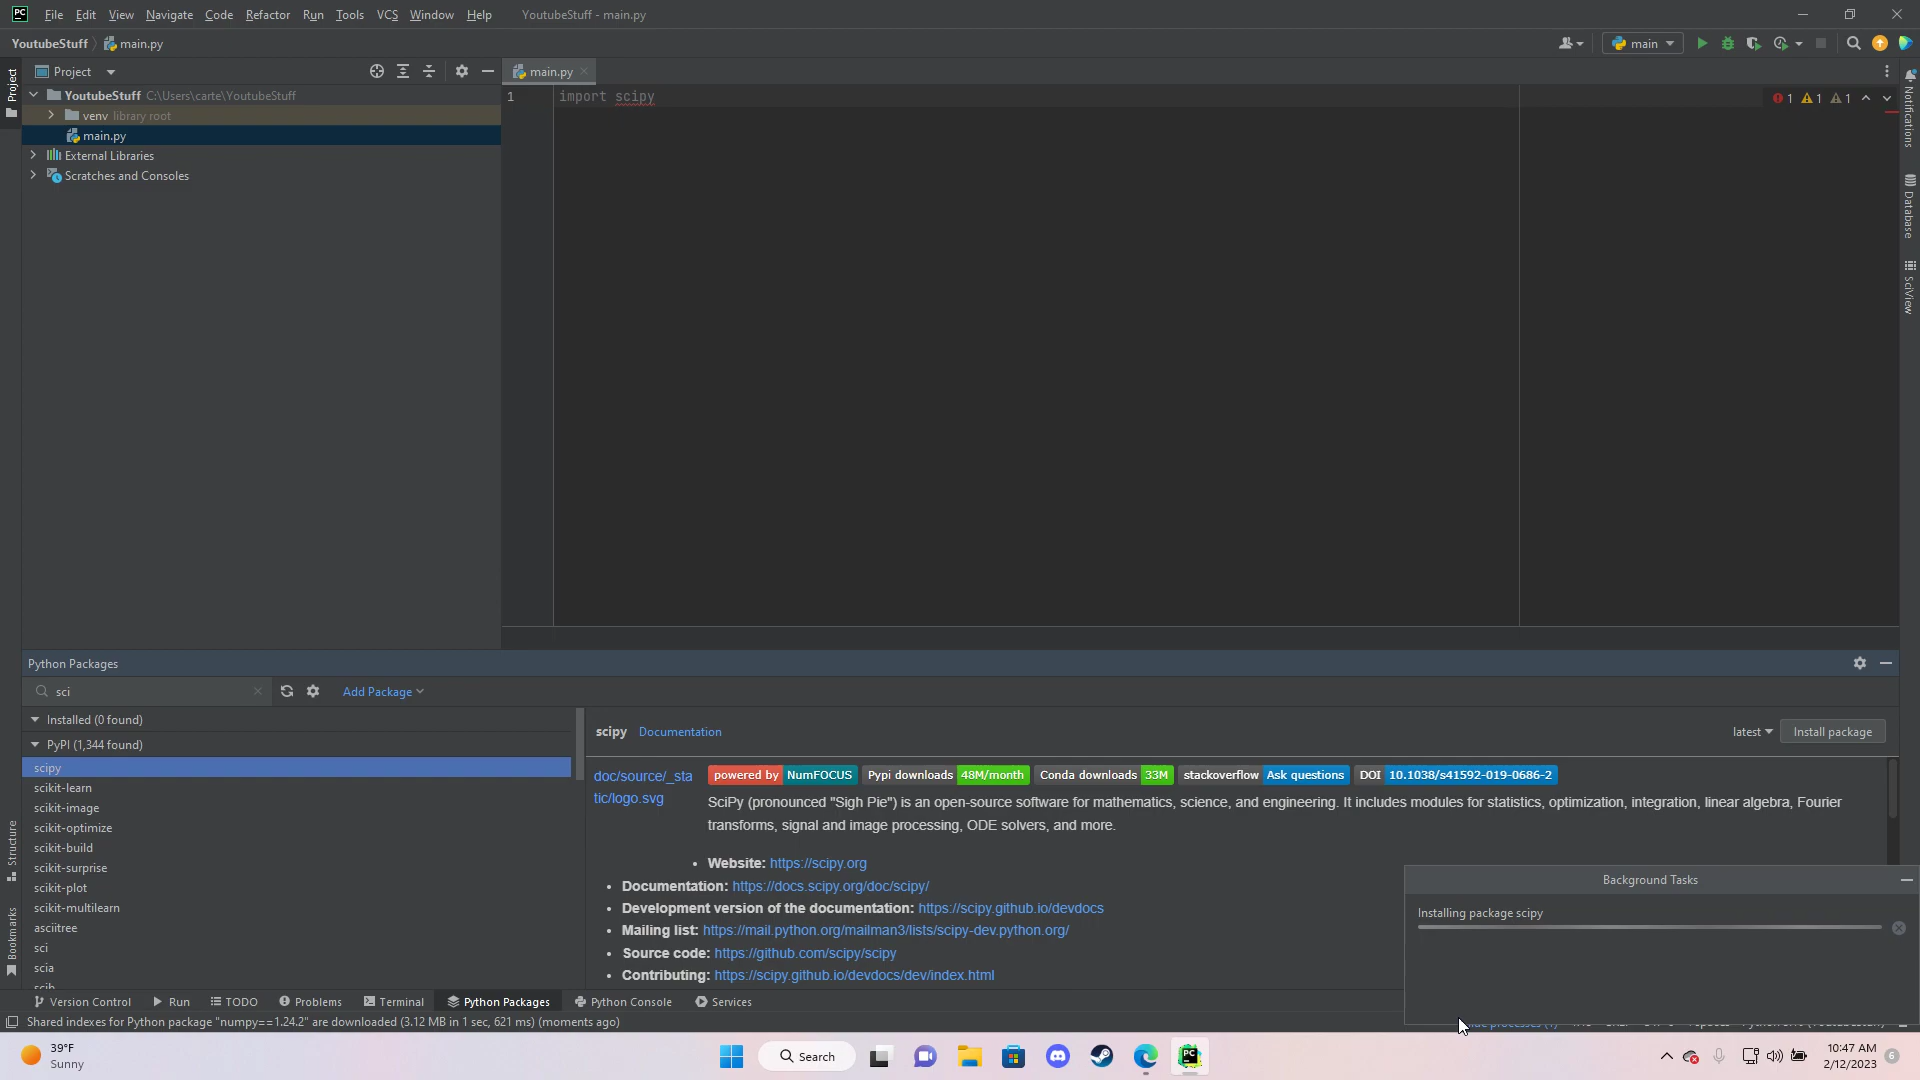 PC File Edit View Navigate Code Refactor Run Tools VCS Window Help YoutubeStuff - main.py
YoutubeStuff main.py main
Project
Project main.py
YoutubeStuff C:\Users\carte\YoutubeStuff
venv library root
main.py
External Libraries
Scratches and Consoles
1 import scipy
1 1 1
Notifications
Database
SciView
Python Packages
sci Add Package
Installed (0 found)
PyPI (1,344 found)
scipy
scikit-learn
scikit-image
scikit-optimize
scikit-build
scikit-surprise
scikit-plot
scikit-multilearn
asciitree
sci
scia
scib
Structure
Bookmarks
scipy Documentation latest Install package
doc/source/_sta
tic/logo.svg
powered by NumFOCUS Pypi downloads 48M/month Conda downloads 33M stackoverflow Ask questions DOI 10.1038/s41592-019-0686-2
SciPy (pronounced "Sigh Pie") is an open-source software for mathematics, science, and engineering. It includes modules for statistics, optimization, integration, linear algebra, Fourier
transforms, signal and image processing, ODE solvers, and more.
• Website: https://scipy.org
• Documentation: https://docs.scipy.org/doc/scipy/
• Development version of the documentation: https://scipy.github.io/devdocs
• Mailing list: https://mail.python.org/mailman3/lists/scipy-dev.python.org/
• Source code: https://github.com/scipy/scipy
• Contributing: https://scipy.github.io/devdocs/dev/index.html
Background Tasks
Installing package scipy
Version Control Run TODO Problems Terminal Python Packages Python Console Services
Shared indexes for Python package "numpy==1.24.2" are downloaded (3.12 MB in 1 sec, 621 ms) (moments ago)
39°F
Sunny
Search
PC
10:47 AM
2/12/2023
6